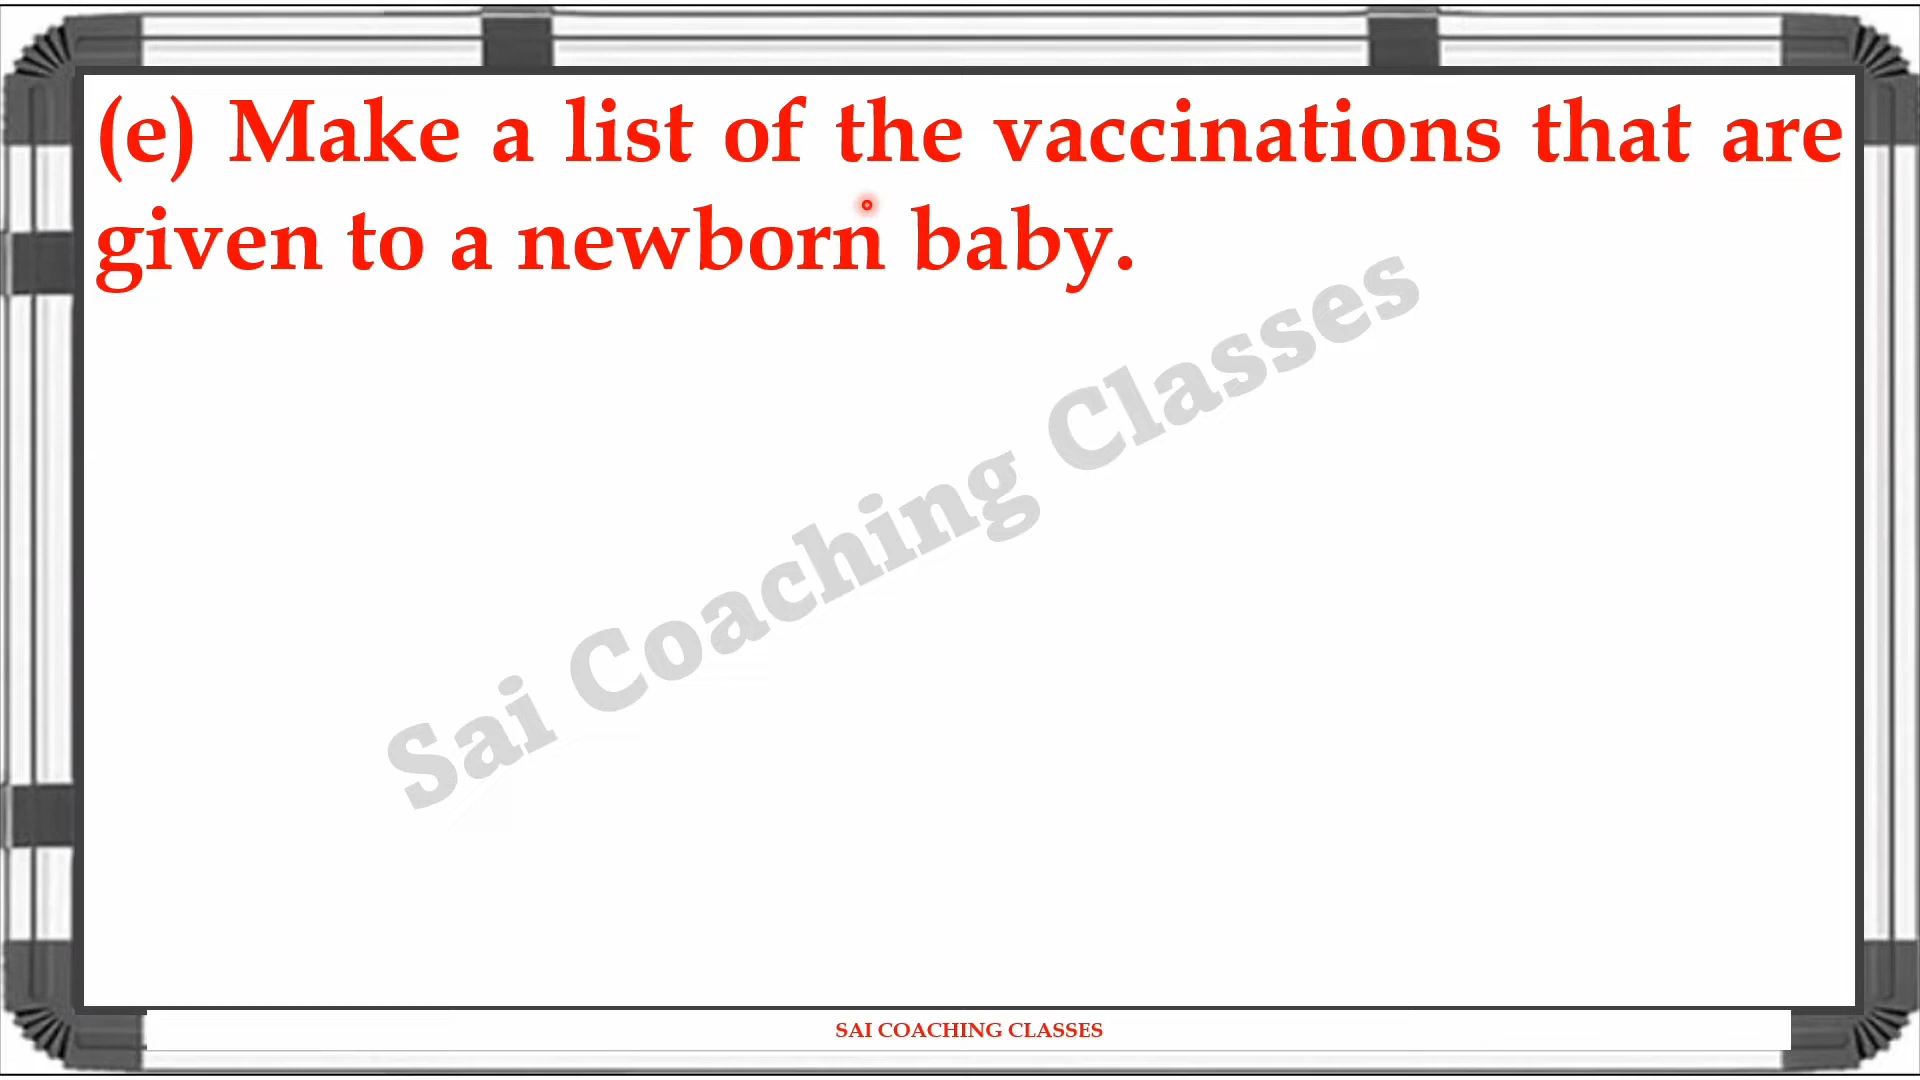 (e) Make a list of the vaccinations that are
given to a newborn baby.
Sai Coaching Classes
SAI COACHING CLASSES